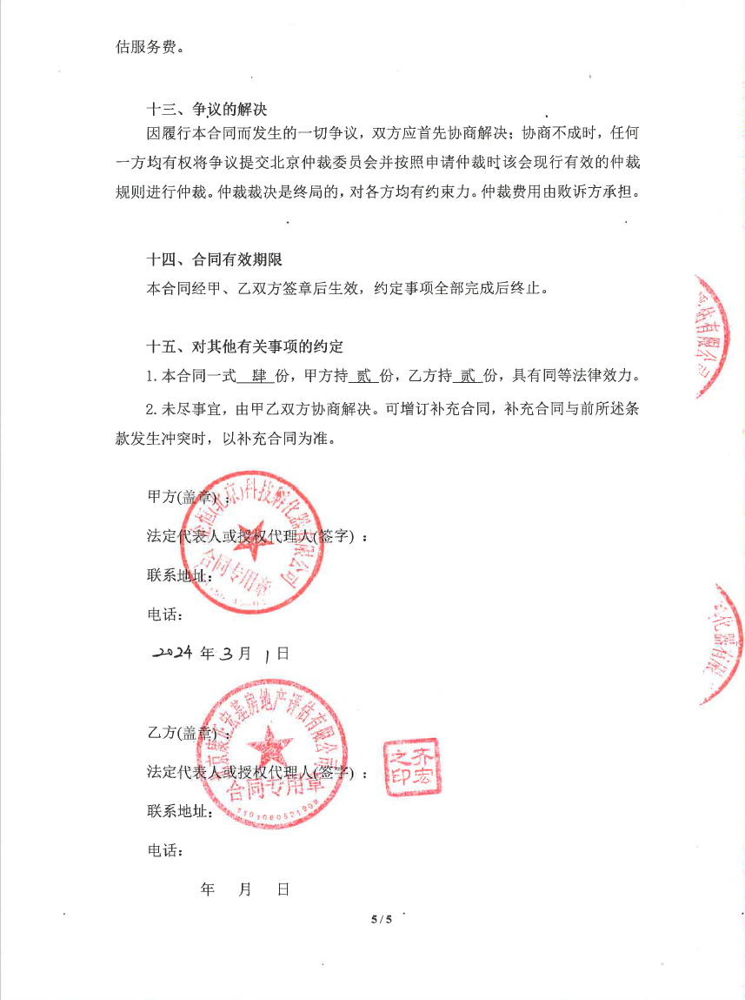 估服务费。
十三、争议的解决
因履行本合同而发生的一切争议，双方应首先协商解决；协商不成时，任何
一方均有权将争议提交北京仲裁委员会并按照申请仲裁时该会现行有效的仲裁
规则进行仲裁。仲裁裁决是终局的，对各方均有约束力。仲裁费用由败诉方承担。
十四、合同有效期限
本合同经甲、乙双方签章后生效，约定事项全部完成后终止。
十五、对其他有关事项的约定
1.本合同一式 肆 份，甲方持 贰 份，乙方持 贰 份，具有同等法律效力。
2.未尽事宜，由甲乙双方协商解决。可增订补充合同，补充合同与前所述条
款发生冲突时，以补充合同为准。
有限公司
甲方(盖章)：
恒(北京)科技孵化器有限公司
合同专用章
法定代表人或授权代理人(签字)：
联系地址:
电话:
2024 年 3 月 1 日
化器有限
乙方(盖章)：
北京康正宏基房地产评估有限公司
合同专用章
法定代表人或授权代理人(签字)：
齐宏之印
联系地址:
电话:
年 月 日
5 / 5